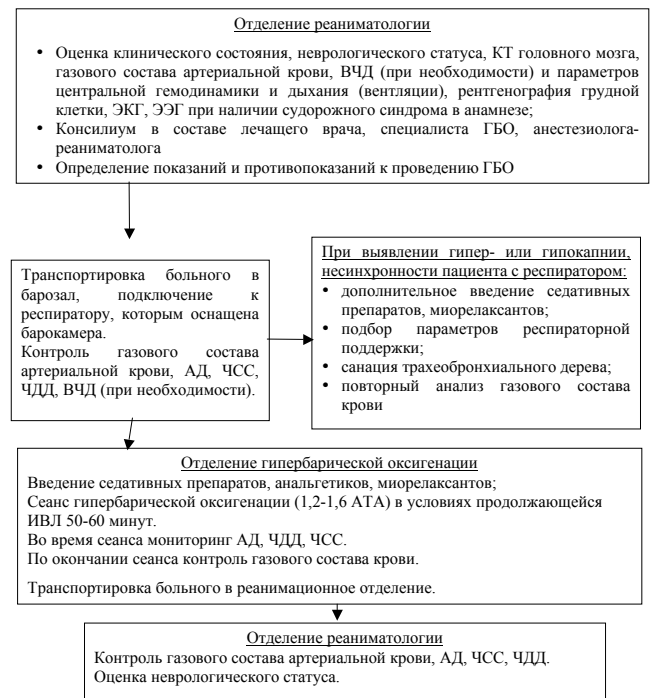 Отделение реаниматологии
• Оценка клинического состояния, неврологического статуса, КТ головного мозга,
газового состава артериальной крови, ВЧД (при необходимости) и параметров
центральной гемодинамики и дыхания (вентляции), рентгенография грудной
клетки, ЭКГ, ЭЭГ при наличии судорожного синдрома в анамнезе;
• Консилиум в составе лечащего врача, специалиста ГБО, анестезиолога-
реаниматолога
• Определение показаний и противопоказаний к проведению ГБО
Транспортировка больного в
барозал, подключение к
респиратору, которым оснащена
барокамера.
Контроль газового состава
артериальной крови, АД, ЧСС,
ЧДД, ВЧД (при необходимости).
При выявлении гипер- или гипокапнии,
несинхронности пациента с респиратором:
• дополнительное введение седативных
препаратов, миорелаксантов;
• подбор параметров респираторной
поддержки;
• санация трахеобронхиального дерева;
• повторный анализ газового состава
крови
Отделение гипербарической оксигенации
Введение седативных препаратов, анальгетиков, миорелаксантов;
Сеанс гипербарической оксигенации (1,2-1,6 АТА) в условиях продолжающейся
ИВЛ 50-60 минут.
Во время сеанса мониторинг АД, ЧДД, ЧСС.
По окончании сеанса контроль газового состава крови.
Транспортировка больного в реанимационное отделение.
Отделение реаниматологии
Контроль газового состава артериальной крови, АД, ЧСС, ЧДД.
Оценка неврологического статуса.